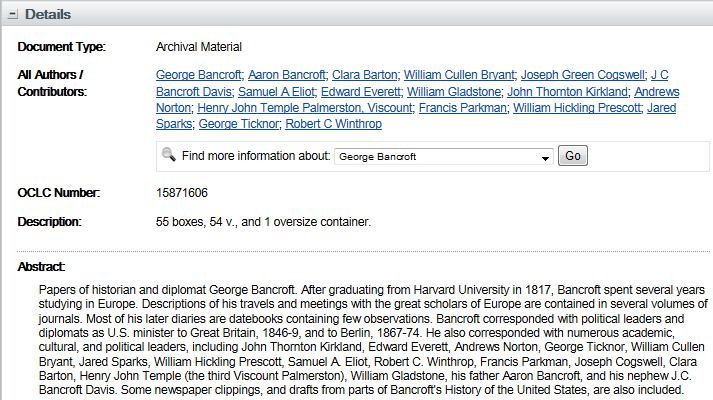 Details
Document Type: Archival Material
All Authors / George Bancroft; Aaron Bancroft; Clara Barton; William Cullen Bryant; Joseph Green Cogswell; J C
Contributors: Bancroft Davis; Samuel A Eliot; Edward Everett; William Gladstone; John Thornton Kirkland; Andrews
Norton; Henry John Temple Palmerston, Viscount; Francis Parkman; William Hickling Prescott; Jared
Sparks; George Ticknor; Robert C Winthrop
Find more information about: George Bancroft Go
OCLC Number: 15871606
Description: 55 boxes, 54 v., and 1 oversize container.
Abstract:
Papers of historian and diplomat George Bancroft. After graduating from Harvard University in 1817, Bancroft spent several years
studying in Europe. Descriptions of his travels and meetings with the great scholars of Europe are contained in several volumes of
journals. Most of his later diaries are datebooks containing few observations. Bancroft corresponded with political leaders and
diplomats as U.S. minister to Great Britain, 1846-9, and to Berlin, 1867-74. He also corresponded with numerous academic,
cultural, and political leaders, including John Thornton Kirkland, Edward Everett, Andrews Norton, George Ticknor, William Cullen
Bryant, Jared Sparks, William Hickling Prescott, Samuel A. Eliot, Robert C. Winthrop, Francis Parkman, Joseph Cogswell, Clara
Barton, Henry John Temple (the third Viscount Palmerston), William Gladstone, his father Aaron Bancroft, and his nephew J.C.
Bancroft Davis. Some newspaper clippings, and drafts from parts of Bancroft's History of the United States, are also included.